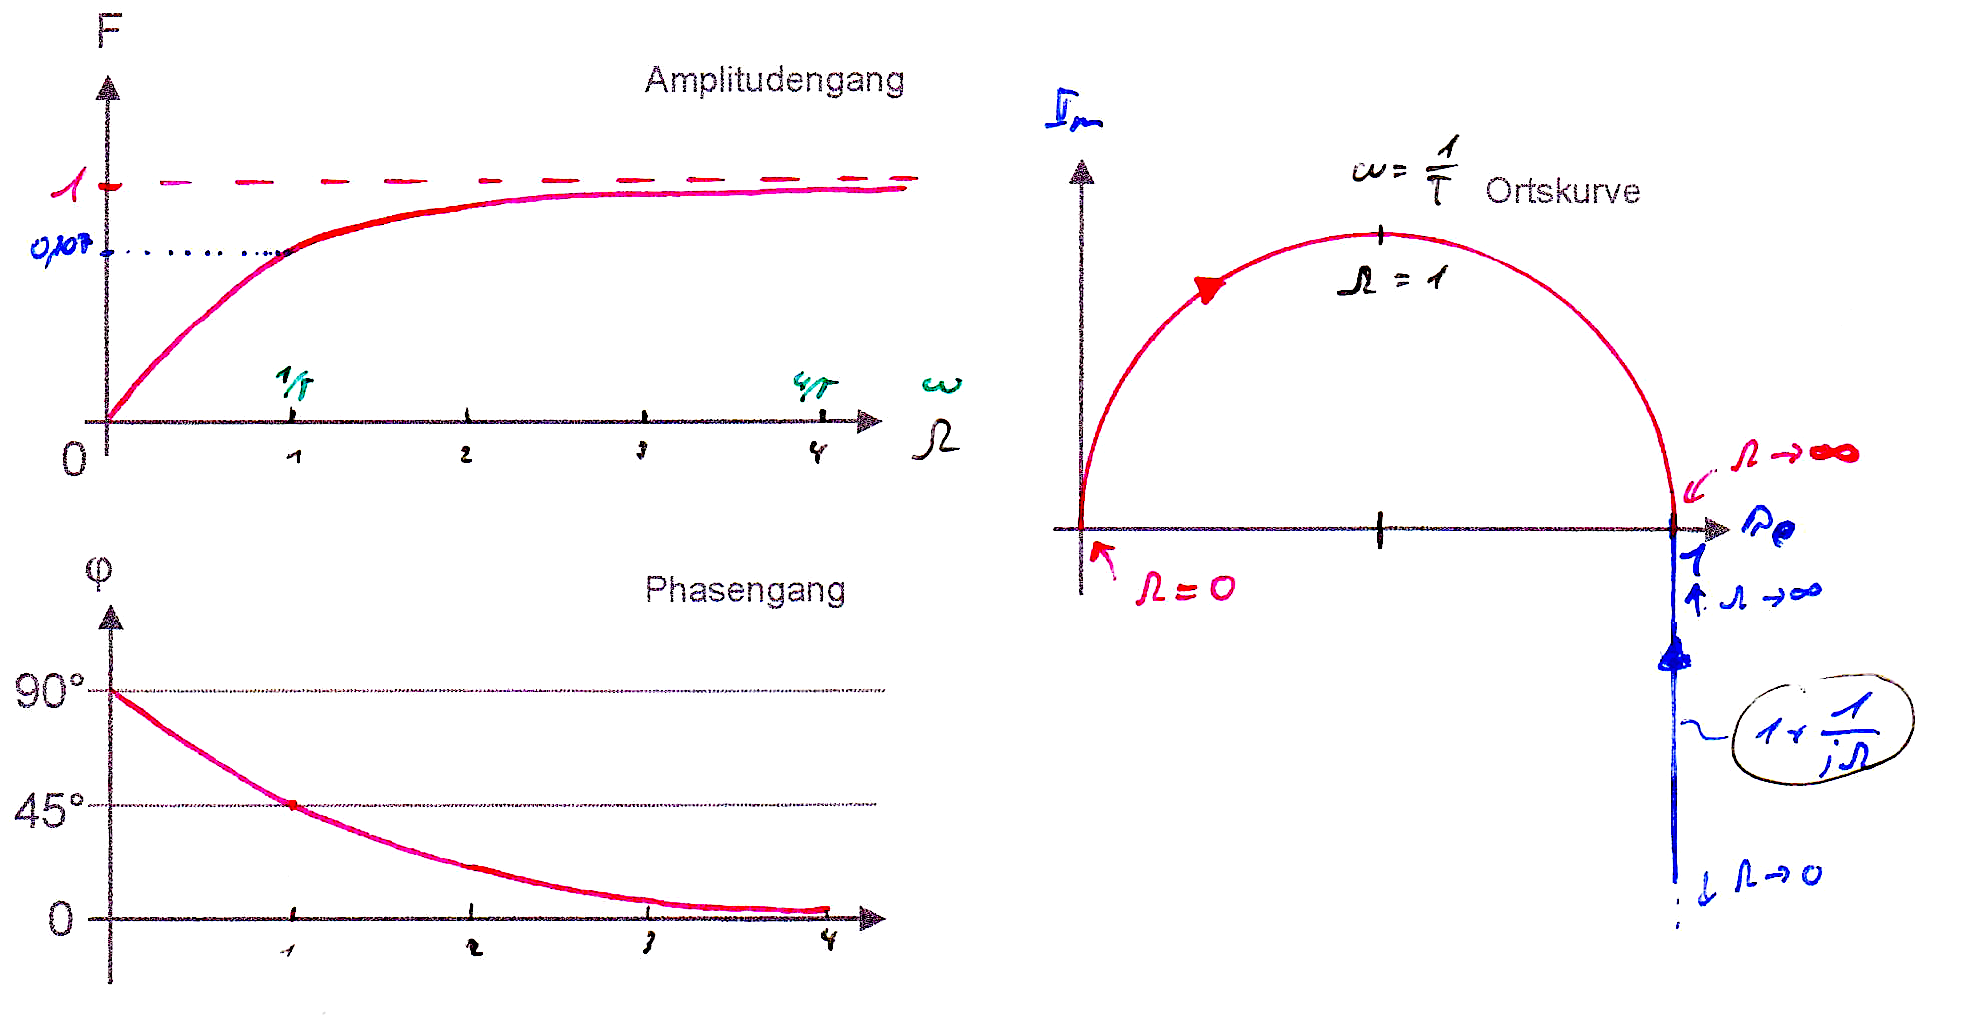 F
Amplitudengang
1
0,707
1/T
4/T
ω
0
1
2
3
4
Ω
φ
Phasengang
90°
45°
0
1
2
3
4
Im
ω = 1/T
Ortskurve
Ω = 1
Ω → ∞
Re
1
Ω = 0
Ω → ∞
1 + 1/jΩ
Ω → 0